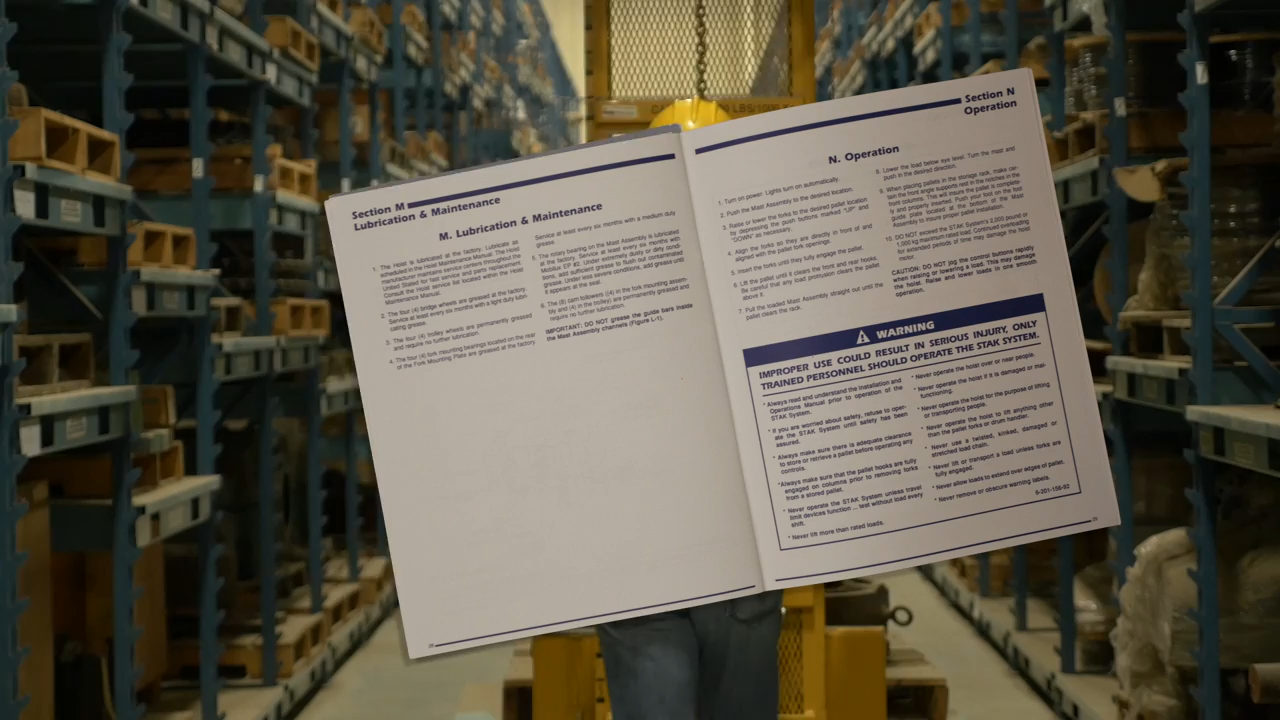 Section M
Lubrication & Maintenance
M. Lubrication & Maintenance
1. The Hoist is lubricated at the factory. Lubricate as
scheduled in the Hoist Maintenance Manual. The Hoist
manufacturer maintains service centers throughout the
United Stated for fast service and parts replacement.
Consult the Hoist service list located within the Hoist
Maintenance Manual.
2. The four (4) bridge wheels are greased at the factory.
Service at least every six months with a light duty lubri-
cating grease.
3. The four (4) trolley wheels are permanently greased
and require no further lubrication.
4. The four (4) fork mounting bearings located on the rear
of the Fork Mounting Plate are greased at the factory
Service at least every six months with a medium duty
grease.
5. The rotary bearing on the Mast Assembly is lubricated
at the factory. Service at least every six months with
Mobilux EP #2. Under extremely dusty or dirty condi-
tions, add sufficient grease to flush out contaminated
grease. Under less severe conditions, add grease until
it appears at the seal.
6. The (8) cam followers ((4) in the fork mounting assem-
bly and (4) in the trolley) are permanently greased and
require no further lubrication.
IMPORTANT: DO NOT grease the guide bars inside
the Mast Assembly channels (Figure L-1).
Section N
Operation
N. Operation
1. Turn on power Lights turn on automatically.
2. Push the Mast Assembly to the desired location.
3. Raise or lower the forks to the desired pallet location
by depressing the push buttons marked "UP" and
"DOWN" as necessary.
4. Align the forks so they are directly in front of and
aligned with the pallet fork openings.
5. Insert the forks until they engage the pallet.
6. Lift the pallet until it clears the front and rear hooks.
Be careful that any load protrusion clears the pallet
above it.
7. Pull the loaded Mast Assembly straight out until the
pallet clears the rack.
8. Lower the load below eye level. Turn the mast and
push in the desired direction.
9. When placing pallets in the storage rack, make cer-
tain the front angle supports rest in the notches in the
front columns. This will insure the pallet is complete-
ly and properly inserted. Push your foot on the foot
guide plate located at the bottom of the Mast
Assembly to insure proper pallet installation.
10. DO NOT exceed the STAK System's 2,000 pound or
1,000 kg maximum rated load. Continued overloading
for extended periods of time may damage the hoist
motor.
CAUTION: DO NOT jog the control buttons rapidly
when raising or lowering a load. This may damage
the hoist. Raise and lower loads in one smooth
operation.
WARNING
IMPROPER USE COULD RESULT IN SERIOUS INJURY, ONLY
TRAINED PERSONNEL SHOULD OPERATE THE STAK SYSTEM.
* Always read and understand the Installation and
Operations Manual prior to operation of the
STAK System.
* If you are worried about safety, refuse to oper-
ate the STAK System until safety has been
assured.
* Always make sure there is adequate clearance
to store or retrieve a pallet before operating any
controls.
* Always make sure that the pallet hooks are fully
engaged on columns prior to removing forks
from a stored pallet.
* Never operate the STAK System unless travel
limit devices function ... test without load every
shift.
* Never lift more than rated loads.
* Never operate the hoist over or near people.
* Never operate the hoist if it is damaged or mal-
functioning.
* Never operate the hoist for the purpose of lifting
or transporting people.
* Never operate the hoist to lift anything other
than the pallet forks or drum handler.
* Never use a twisted, kinked, damaged or
stretched load chain.
* Never lift or transport a load unless forks are
fully engaged.
* Never allow loads to extend over edges of pallet.
* Never remove or obscure warning labels.